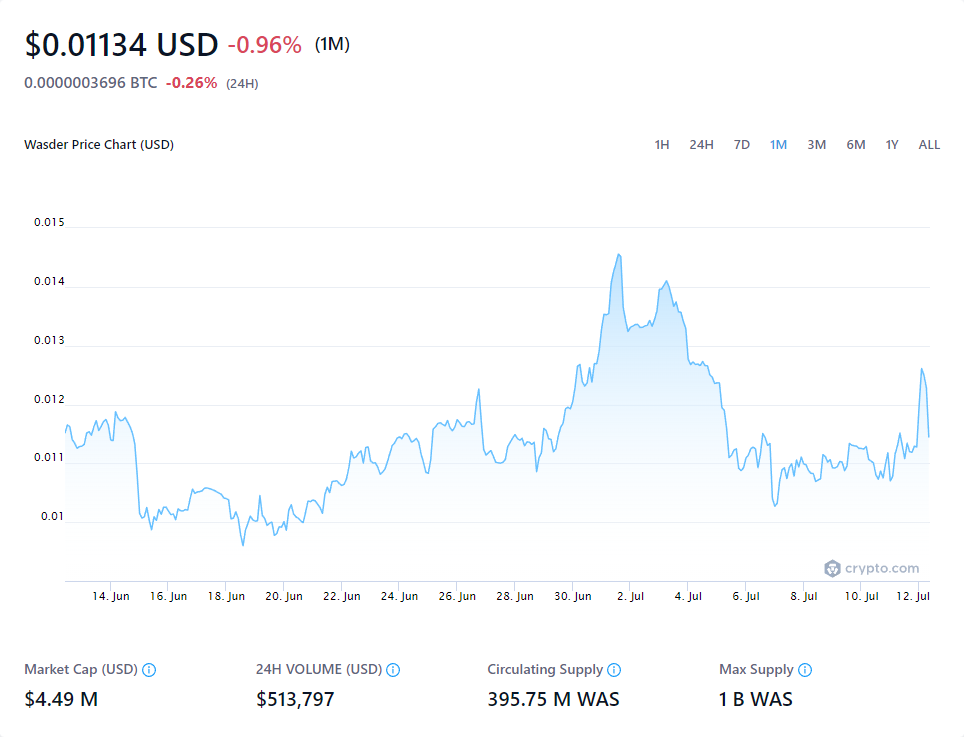 $0.01134 USD -0.96% (1M)
0.0000003696 BTC -0.26% (24H)
Wasder Price Chart (USD) 1H 24H 7D 1M 3M 6M 1Y ALL
0.015
0.014
0.013
0.012
0.011
0.01
crypto.com
14. Jun 16. Jun 18. Jun 20. Jun 22. Jun 24. Jun 26. Jun 28. Jun 30. Jun 2. Jul 4. Jul 6. Jul 8. Jul 10. Jul 12. Jul
Market Cap (USD) 24H VOLUME (USD) Circulating Supply Max Supply
$4.49 M $513,797 395.75 M WAS 1 B WAS